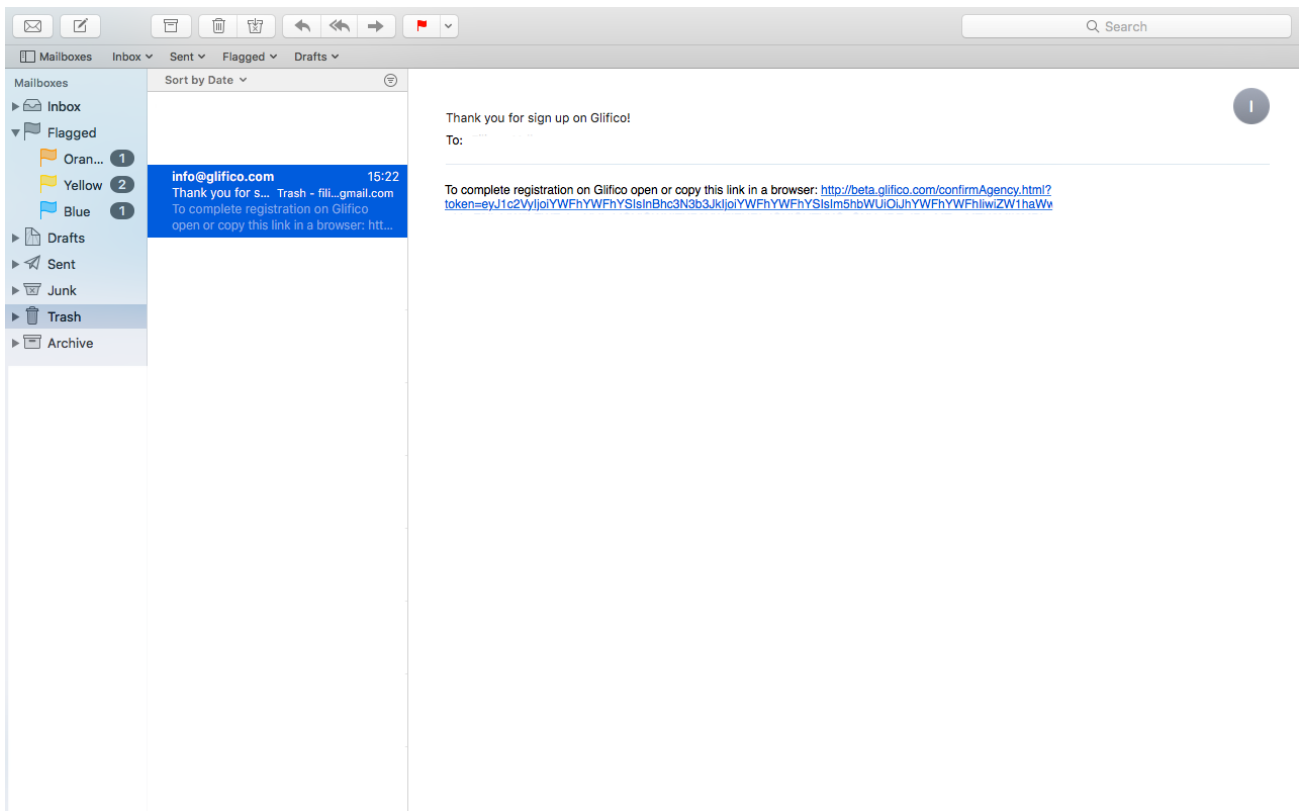 Search
Mailboxes Inbox Sent Flagged Drafts
Mailboxes
Inbox
Flagged
Oran... 1
Yellow 2
Blue 1
Drafts
Sent
Junk
Trash
Archive
Sort by Date
info@glifico.com 15:22
Thank you for s... Trash - fili...gmail.com
To complete registration on Glifico
open or copy this link in a browser: htt...
I
Thank you for sign up on Glifico!
To:
To complete registration on Glifico open or copy this link in a browser: http://beta.glifico.com/confirmAgency.html?